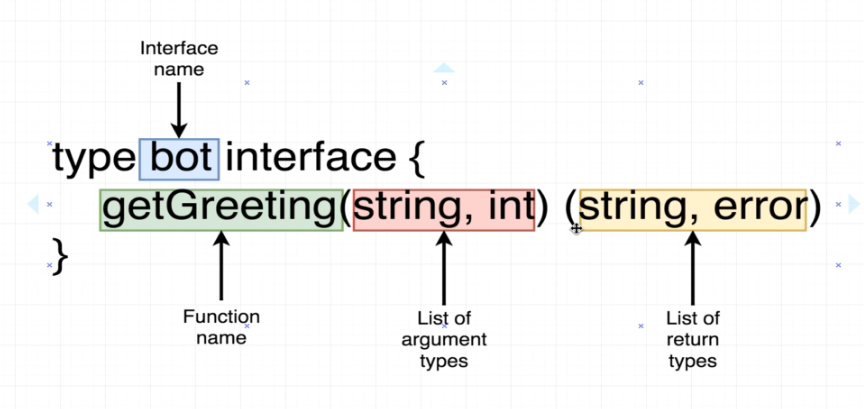 Interface
name
type bot interface {
getGreeting(string, int) (string, error)
}
Function
name
List of
argument
types
List of
return
types